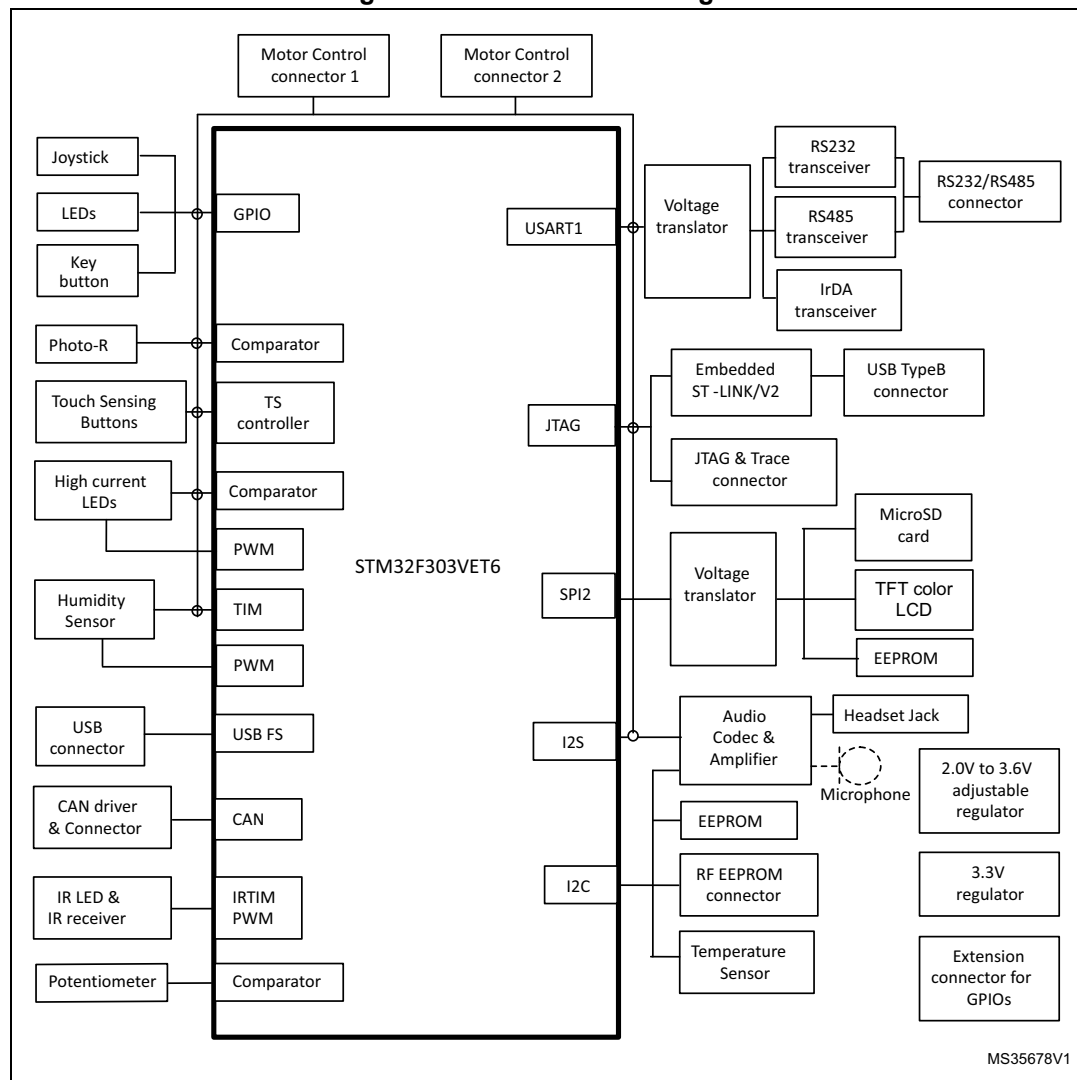 Motor Control
connector 1
Motor Control
connector 2
Joystick
LEDs
Key
button
Photo-R
Touch Sensing
Buttons
High current
LEDs
Humidity
Sensor
USB
connector
CAN driver
& Connector
IR LED &
IR receiver
Potentiometer
GPIO
Comparator
TS
controller
Comparator
PWM
TIM
PWM
USB FS
CAN
IRTIM
PWM
Comparator
STM32F303VET6
USART1
JTAG
SPI2
I2S
I2C
Voltage
translator
RS232
transceiver
RS485
transceiver
IrDA
transceiver
RS232/RS485
connector
Embedded
ST -LINK/V2
USB TypeB
connector
JTAG & Trace
connector
Voltage
translator
MicroSD
card
TFT color
LCD
EEPROM
Audio
Codec &
Amplifier
Headset Jack
Microphone
EEPROM
RF EEPROM
connector
Temperature
Sensor
2.0V to 3.6V
adjustable
regulator
3.3V
regulator
Extension
connector for
GPIOs
MS35678V1